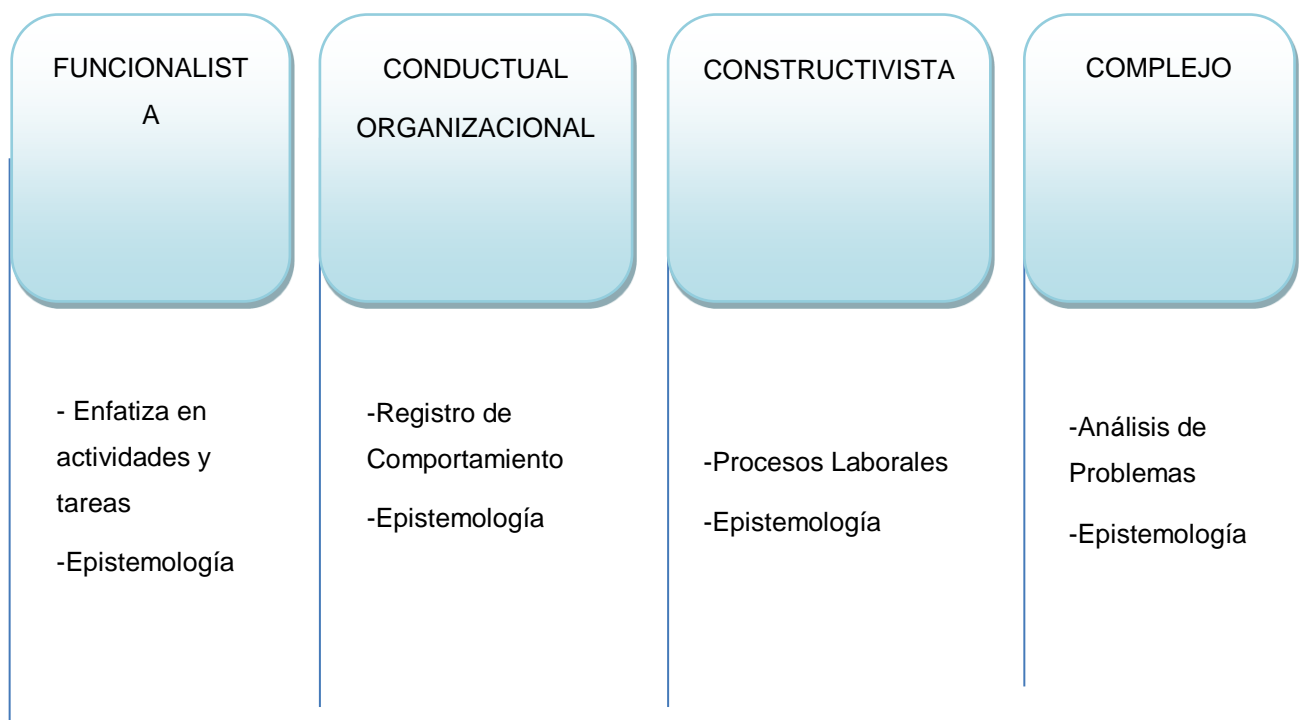 FUNCIONALIST
A
CONDUCTUAL
ORGANIZACIONAL
CONSTRUCTIVISTA
COMPLEJO
- Enfatiza en
actividades y
tareas
-Epistemología
-Registro de
Comportamiento
-Epistemología
-Procesos Laborales
-Epistemología
-Análisis de
Problemas
-Epistemología